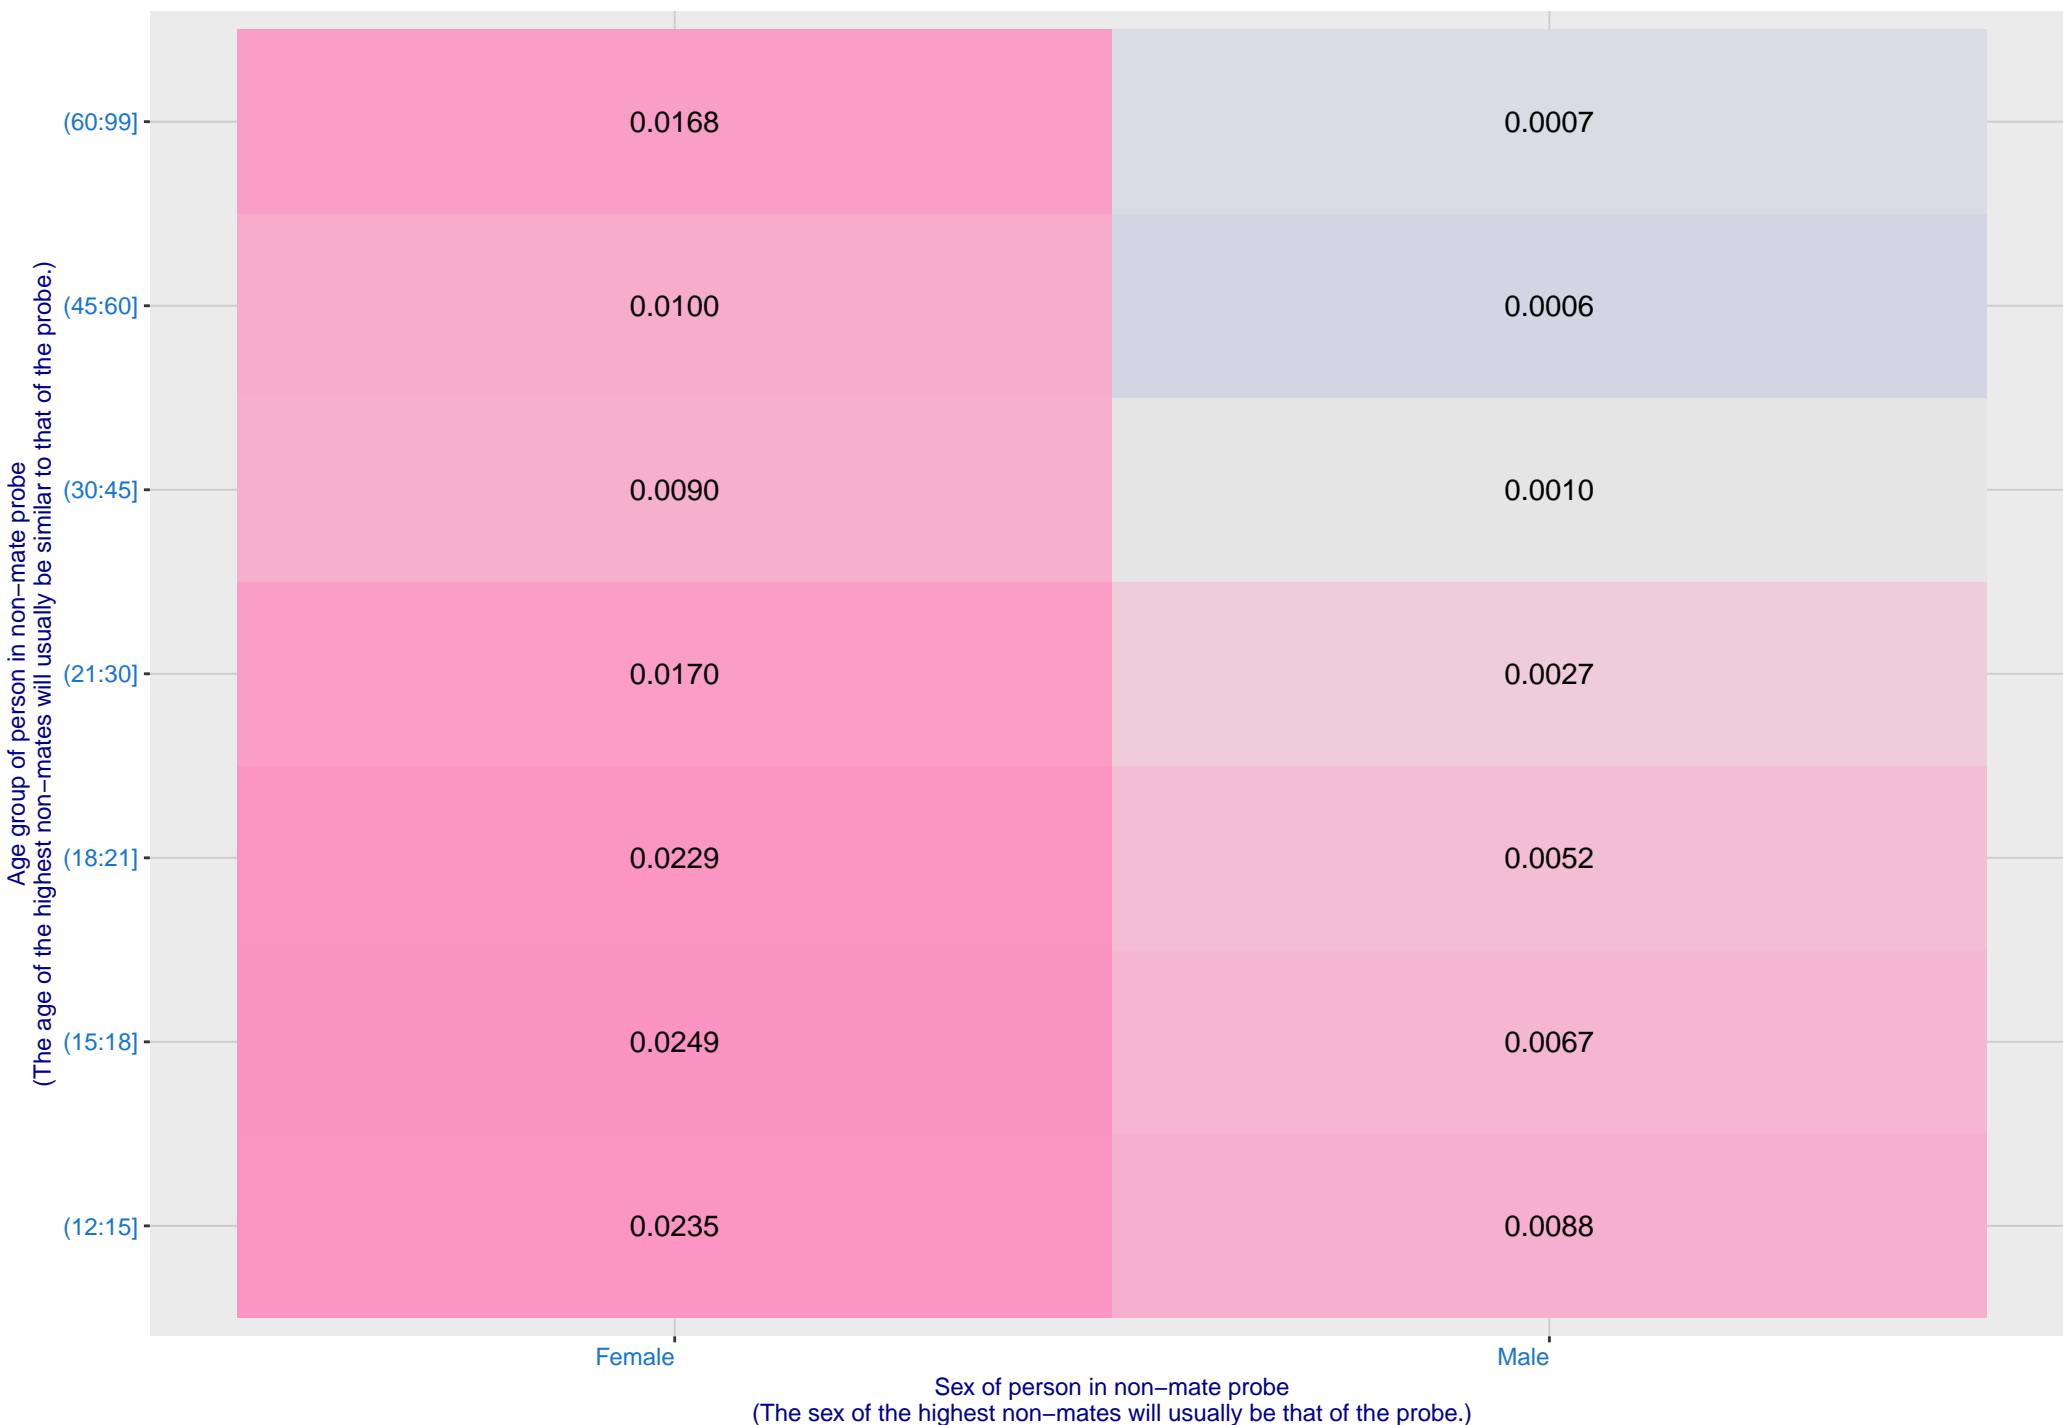 Age group of person in non−mate probe
(The age of the highest non−mates will usually be similar to that of the probe.)
(60:99] 0.0168 0.0007
(45:60] 0.0100 0.0006
(30:45] 0.0090 0.0010
(21:30] 0.0170 0.0027
(18:21] 0.0229 0.0052
(15:18] 0.0249 0.0067
(12:15] 0.0235 0.0088
Female Male
Sex of person in non−mate probe
(The sex of the highest non−mates will usually be that of the probe.)